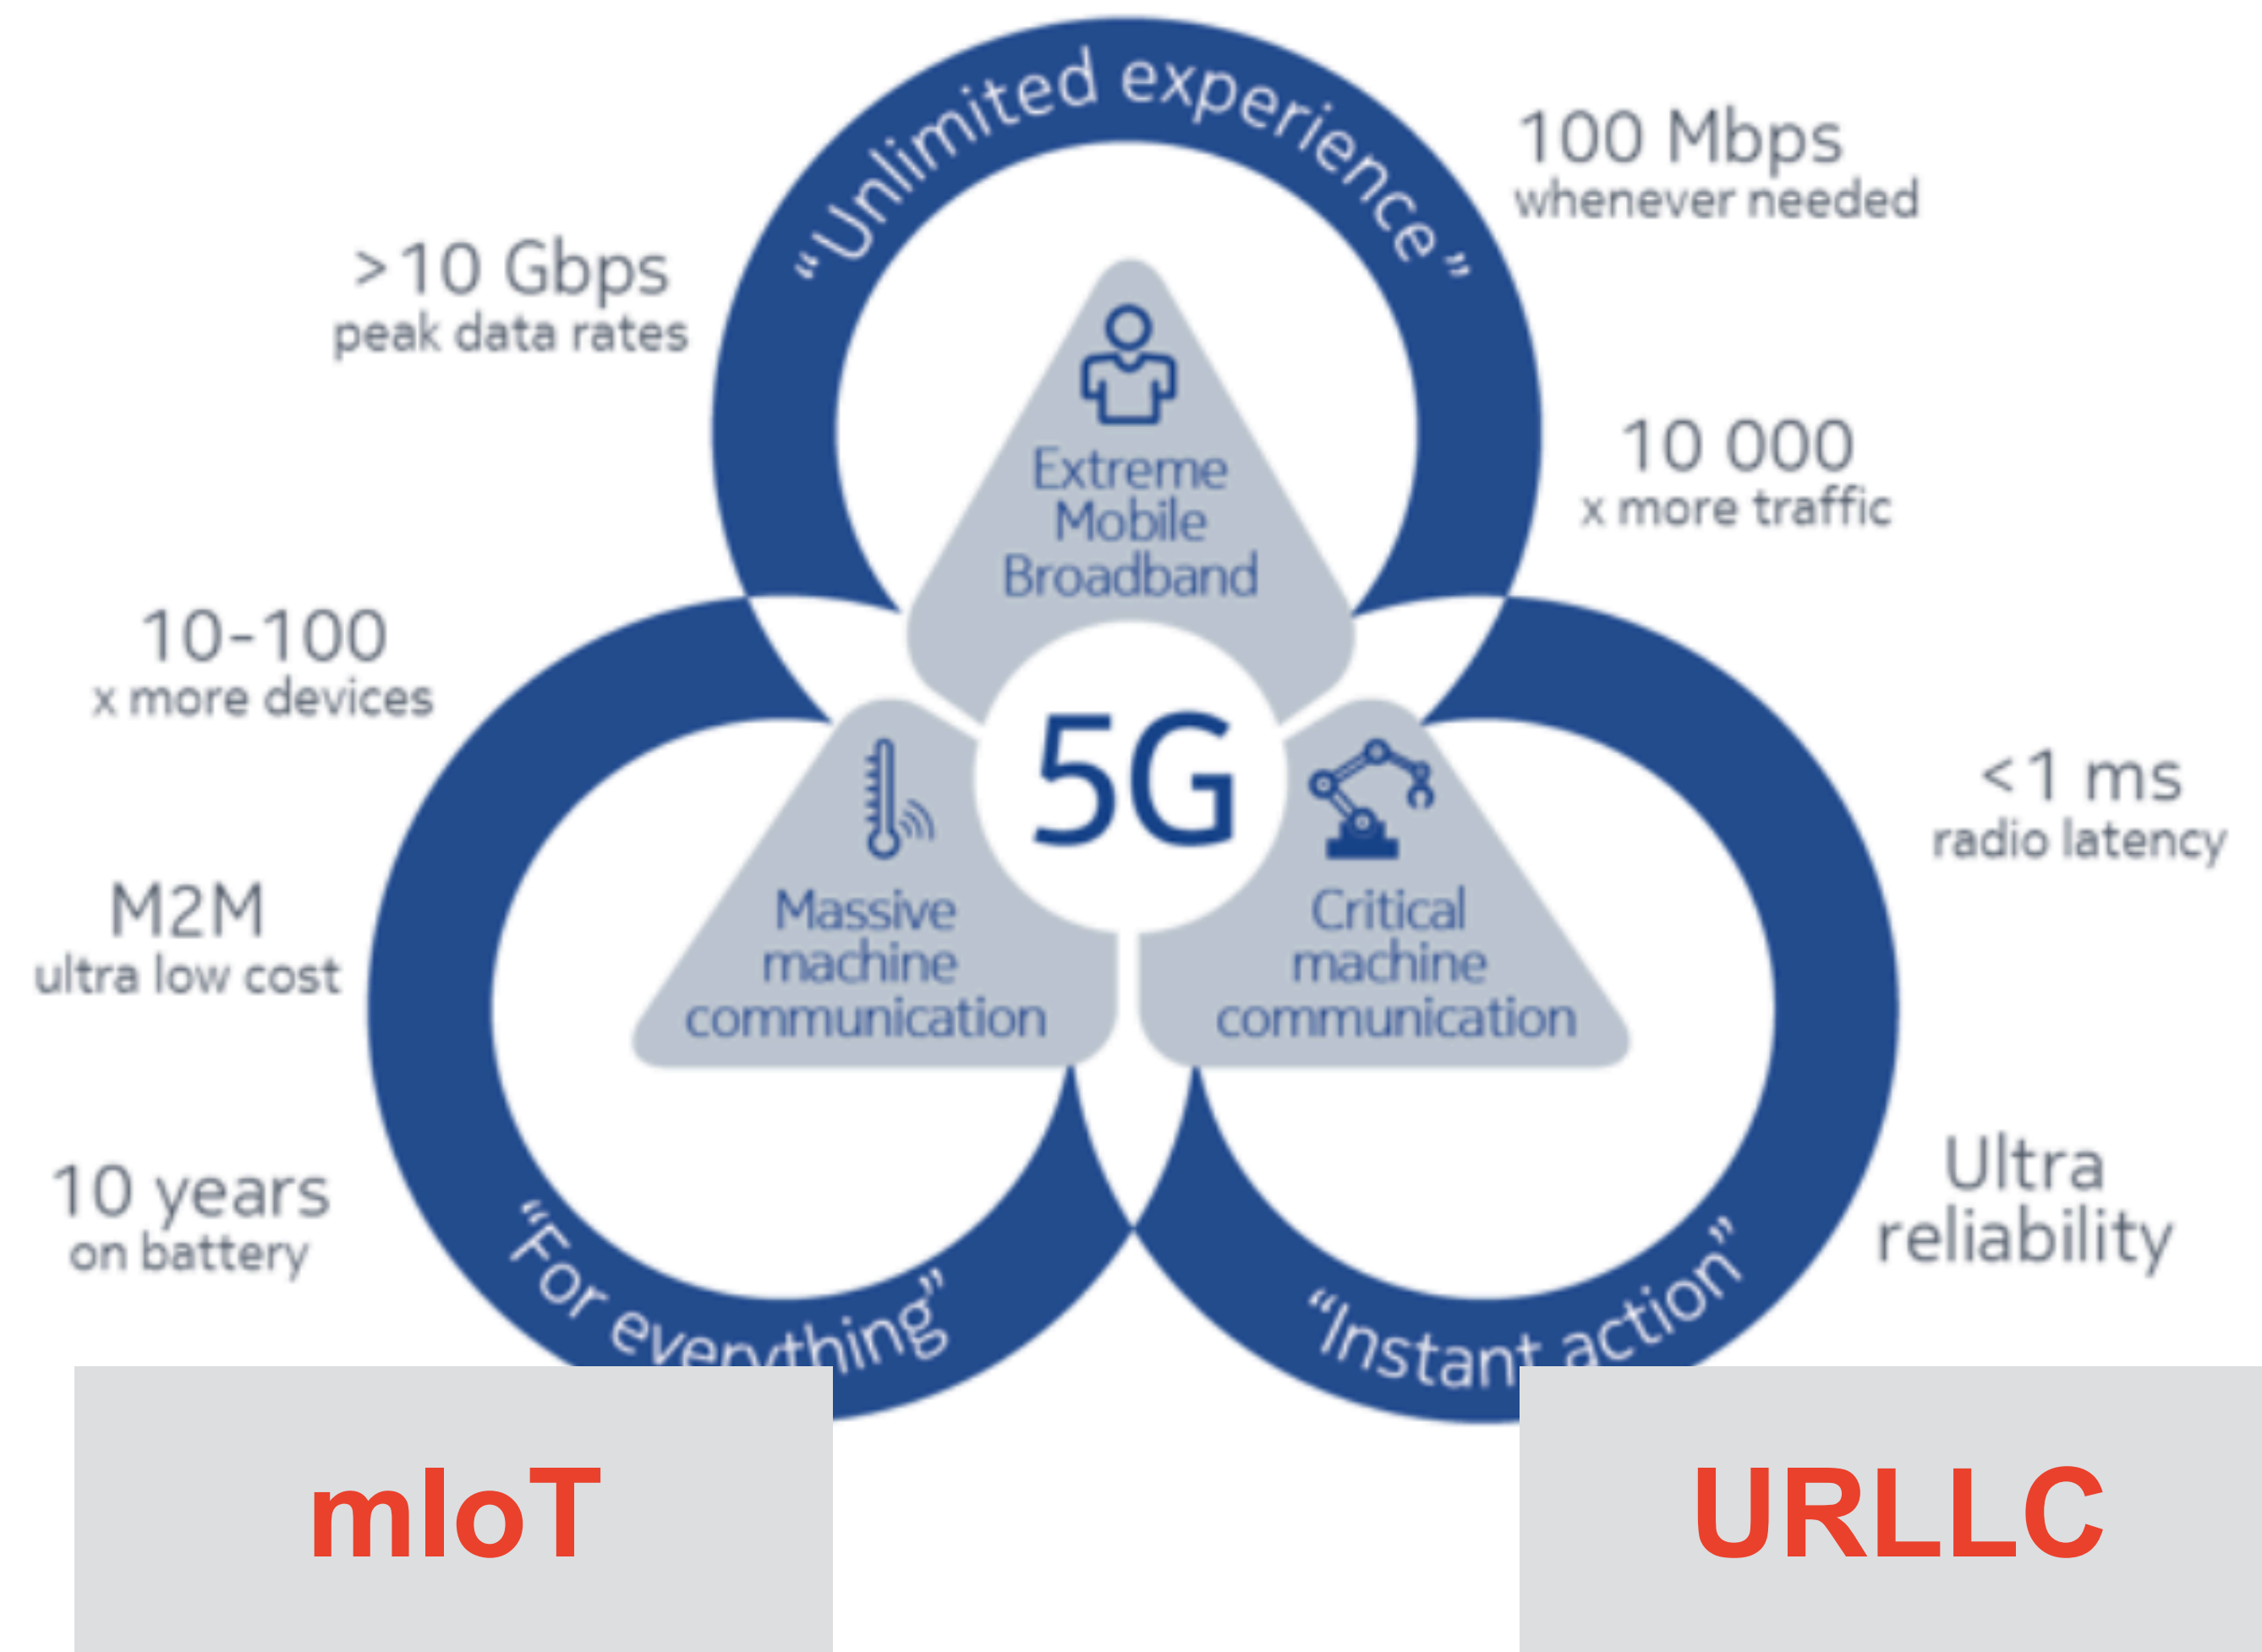 “Unlimited experience”
100 Mbps
whenever needed
>10 Gbps
peak data rates
10 000
x more traffic
Extreme
Mobile
Broadband
10-100
x more devices
5G
<1 ms
radio latency
M2M
ultra low cost
Massive
machine
communication
Critical
machine
communication
10 years
on battery
Ultra
reliability
“For everything”
“Instant action”
mIoT
URLLC